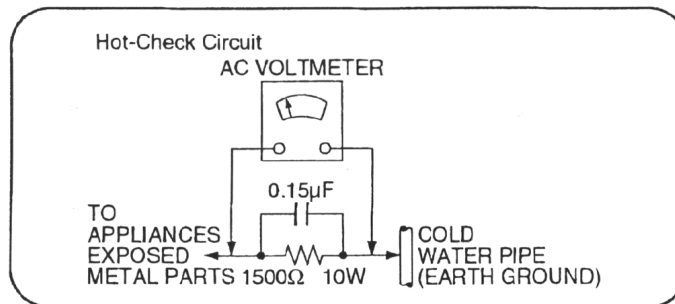 Hot-Check Circuit
AC VOLTMETER
0.15µF
TO
APPLIANCES
EXPOSED
METAL PARTS
1500Ω
10W
COLD
WATER PIPE
(EARTH GROUND)